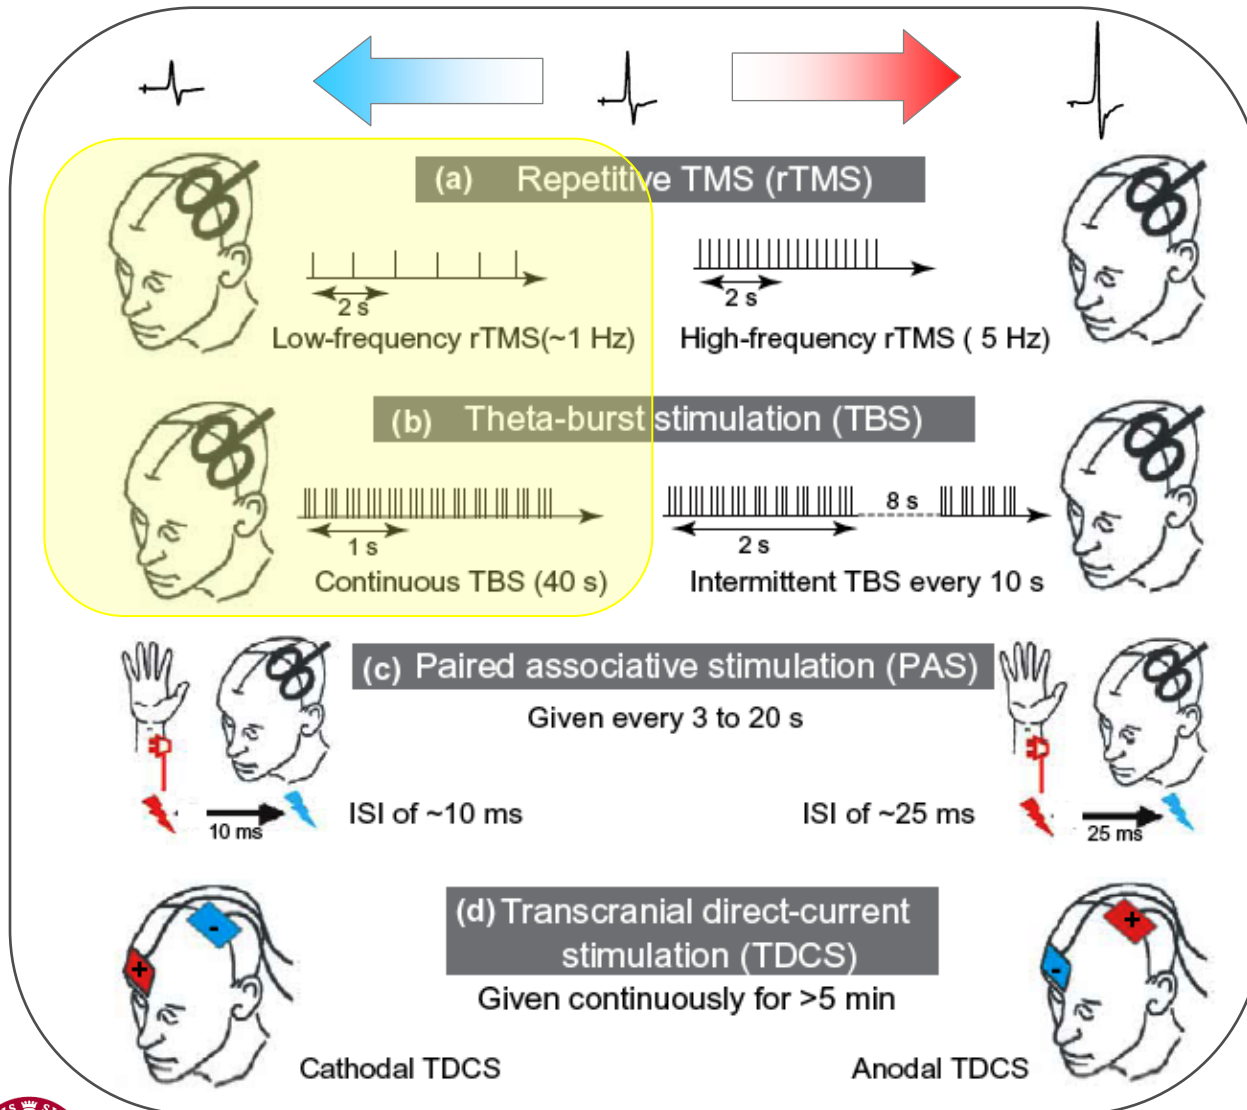 (a) Repetitive TMS (rTMS)
2 s
2 s
Low-frequency rTMS(~1 Hz)
High-frequency rTMS ( 5 Hz)
(b) Theta-burst stimulation (TBS)
8 s
1 s
2 s
Continuous TBS (40 s)
Intermittent TBS every 10 s
(c) Paired associative stimulation (PAS)
Given every 3 to 20 s
ISI of ~10 ms
ISI of ~25 ms
10 ms
25 ms
(d) Transcranial direct-current
stimulation (TDCS)
- 
+
+
-
Given continuously for >5 min
Cathodal TDCS
Anodal TDCS